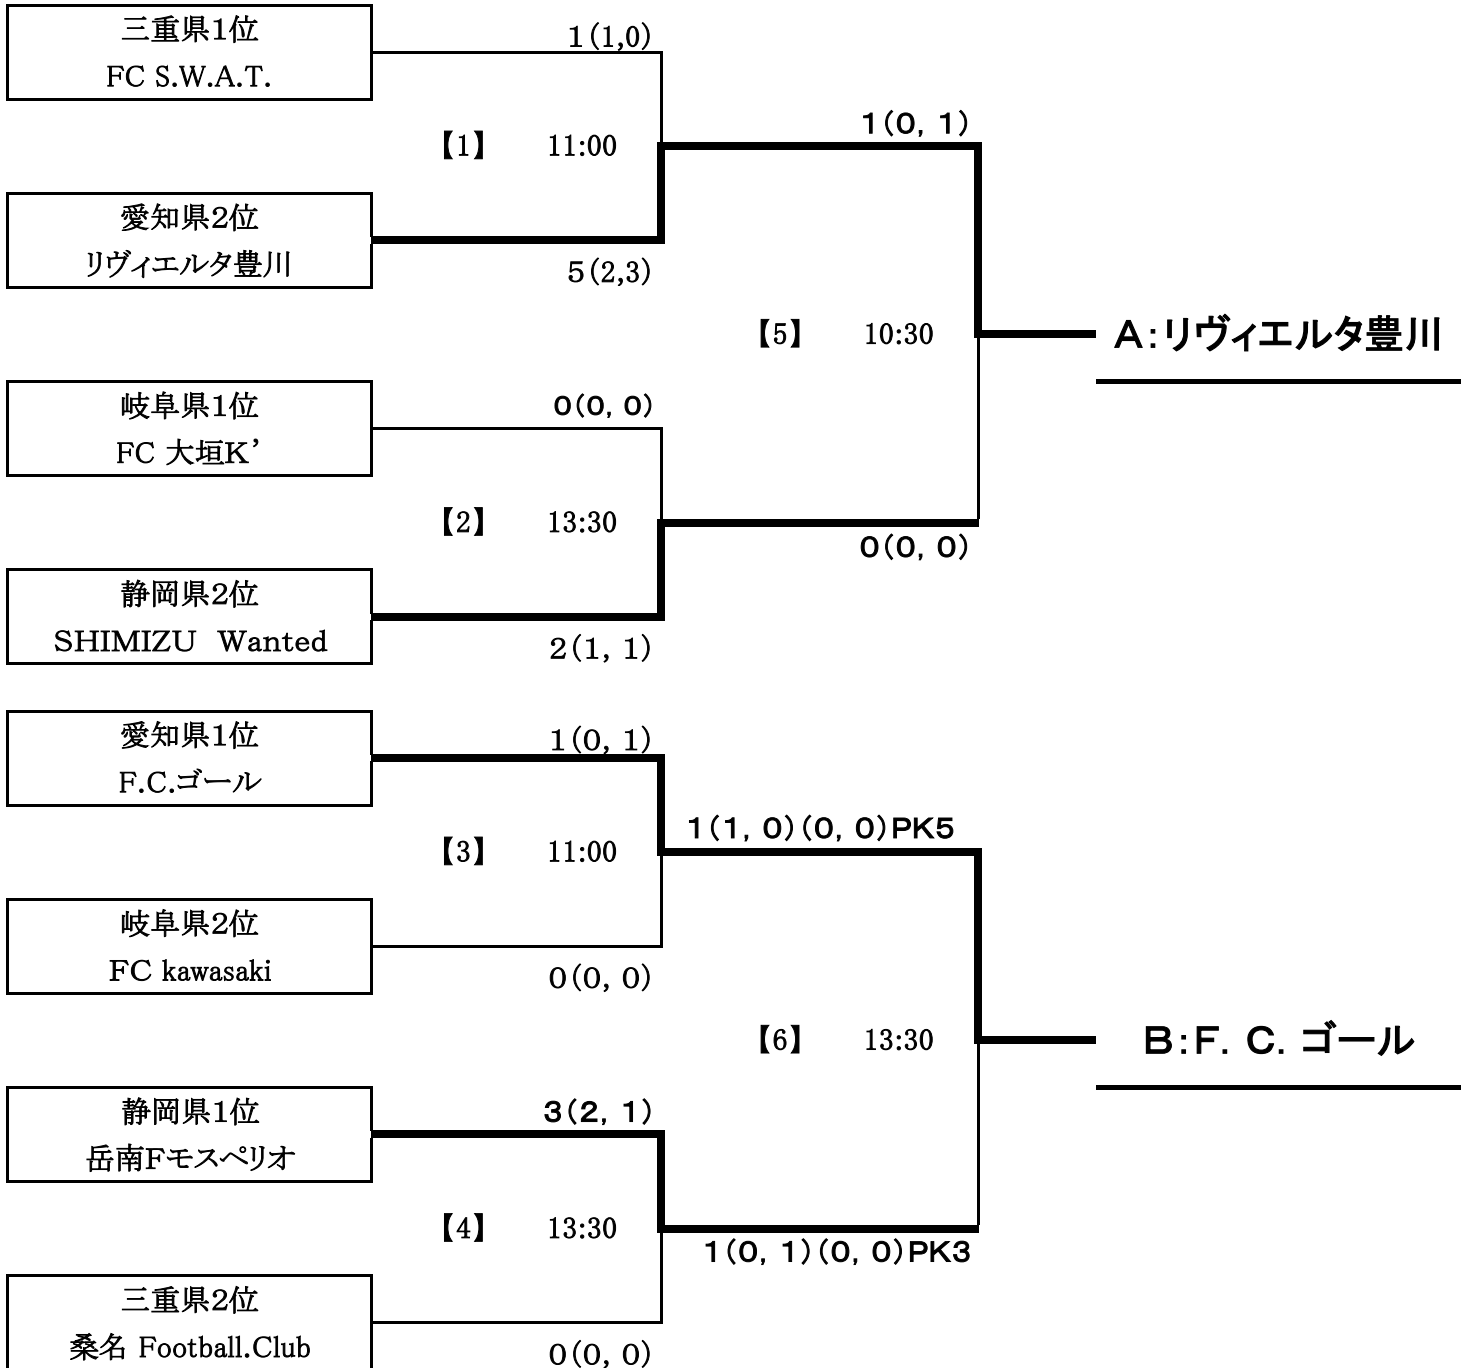 三重県1位
FC S.W.A.T.
1(1,0)
【1】 11:00
愛知県2位
リヴィエルタ豊川
5(2,3)
1(0, 1)
【5】 10:30
A:リヴィエルタ豊川
岐阜県1位
FC 大垣K’
0(0, 0)
【2】 13:30
0(0, 0)
静岡県2位
SHIMIZU Wanted
2(1, 1)
愛知県1位
F.C.ゴール
1(0, 1)
【3】 11:00
1(1, 0)(0, 0)PK5
岐阜県2位
FC kawasaki
0(0, 0)
【6】 13:30
B:F. C. ゴール
静岡県1位
岳南Fモスペリオ
3(2, 1)
【4】 13:30
1(0, 1)(0, 0)PK3
三重県2位
桑名 Football.Club
0(0, 0)